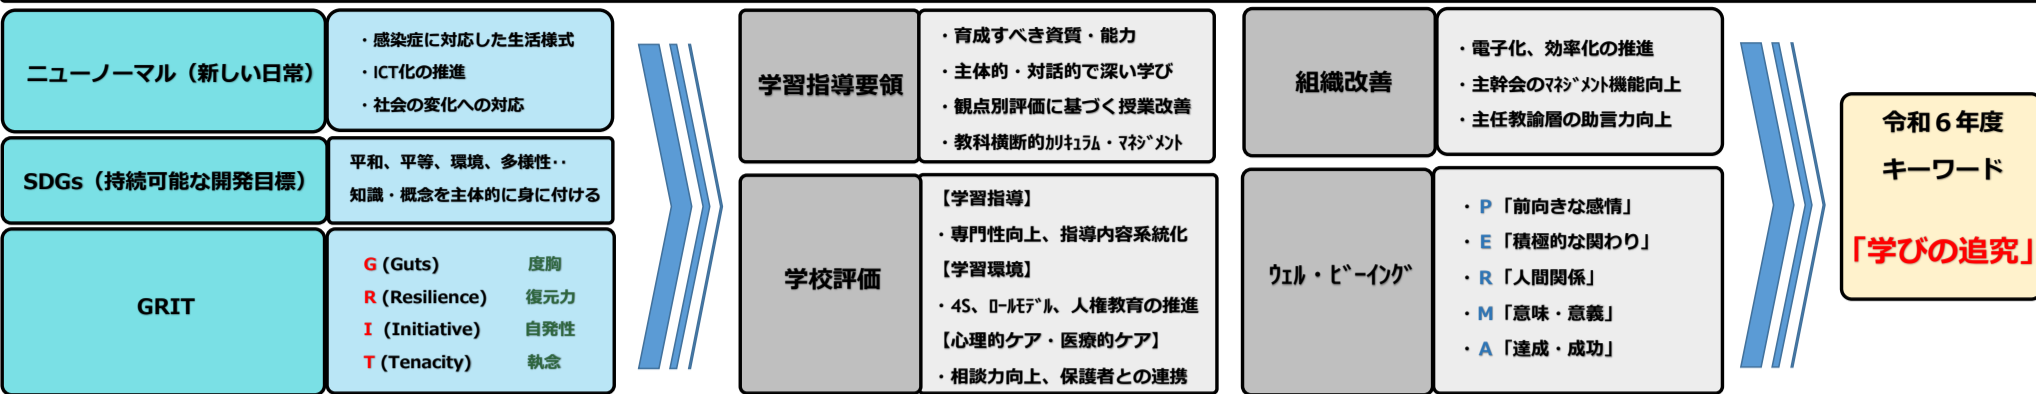 ニューノーマル（新しい日常）
・感染症に対応した生活様式
・ICT化の推進
・社会の変化への対応
SDGs（持続可能な開発目標）
平和、平等、環境、多様性‥
知識・概念を主体的に身に付ける
GRIT
G (Guts) 度胸
R (Resilience) 復元力
I (Initiative) 自発性
T (Tenacity) 執念
学習指導要領
・育成すべき資質・能力
・主体的・対話的で深い学び
・観点別評価に基づく授業改善
・教科横断的ｶﾘｷｭﾗﾑ・ﾏﾈｼﾞﾒﾝﾄ
学校評価
【学習指導】
・専門性向上、指導内容系統化
【学習環境】
・4S、ﾛｰﾙﾓﾃﾞﾙ、人権教育の推進
【心理的ケア・医療的ケア】
・相談力向上、保護者との連携
組織改善
・電子化、効率化の推進
・主幹会のﾏﾈｼﾞﾒﾝﾄ機能向上
・主任教諭層の助言力向上
ｳｪﾙ・ﾋﾞｰｲﾝｸﾞ
・P「前向きな感情」
・E「積極的な関わり」
・R「人間関係」
・M「意味・意義」
・A「達成・成功」
令和６年度
キーワード
「学びの追究」